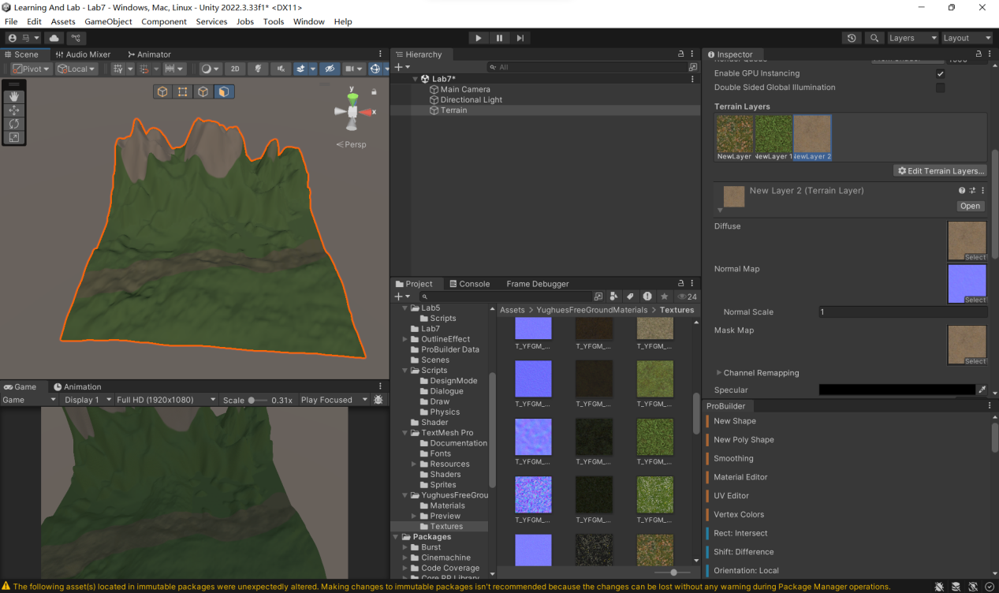 Learning And Lab - Lab7 - Windows, Mac, Linux - Unity 2022.3.33f1* <DX11>
File Edit Assets GameObject Component Services Jobs Tools Window Help
马 Layers Layout
Scene Audio Mixer Animator
Pivot Local 2D
y
x
Persp
Game Animation
Game Display 1 Full HD (1920x1080) Scale 0.31x Play Focused
Hierarchy
All
Lab7*
Main Camera
Directional Light
Terrain
Project Console Frame Debugger
24
Lab5
Scripts
Lab7
OutlineEffect
ProBuilder Data
Scenes
Scripts
DesignMode
Dialogue
Draw
Physics
Shader
TextMesh Pro
Documentation
Fonts
Resources
Shaders
Sprites
YughuesFreeGrou
Materials
Preview
Textures
Packages
Burst
Cinemachine
Code Coverage
Assets > YughuesFreeGroundMaterials > Textures
T_YFGM_... T_YFGM_... T_YFGM_...
T_YFGM_... T_YFGM_... T_YFGM_...
T_YFGM_... T_YFGM_... T_YFGM_...
T_YFGM_... T_YFGM_... T_YFGM_...
Inspector
Enable GPU Instancing
Double Sided Global Illumination
Terrain Layers
NewLayer NewLayer 1 NewLayer 2
Edit Terrain Layers...
New Layer 2 (Terrain Layer)
Open
Diffuse
Select
Normal Map
Select
Normal Scale 1
Mask Map
Select
Channel Remapping
Specular
ProBuilder
New Shape
New Poly Shape
Smoothing
Material Editor
UV Editor
Vertex Colors
Rect: Intersect
Shift: Difference
Orientation: Local
The following asset(s) located in immutable packages were unexpectedly altered. Making changes to immutable packages isn't recommended because the changes can be lost without any warning during Package Manager operations.